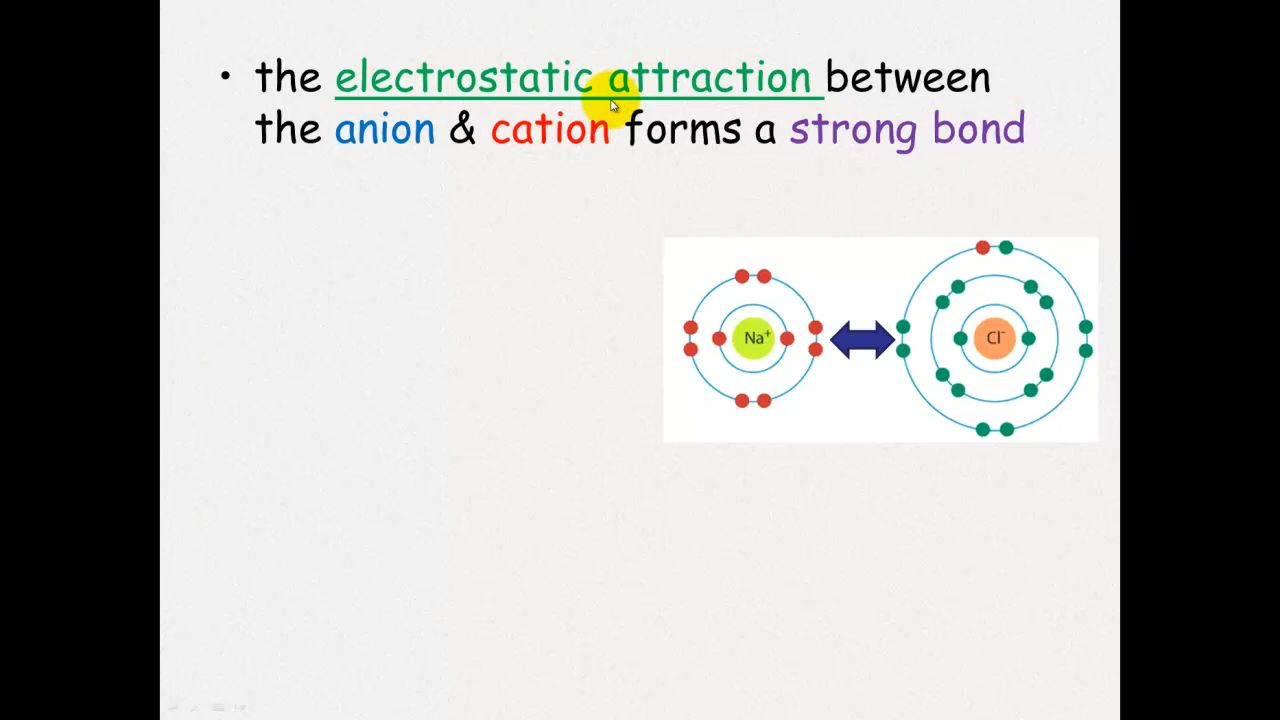 • the electrostatic attraction between
the anion & cation forms a strong bond
Na⁺
Cl⁻